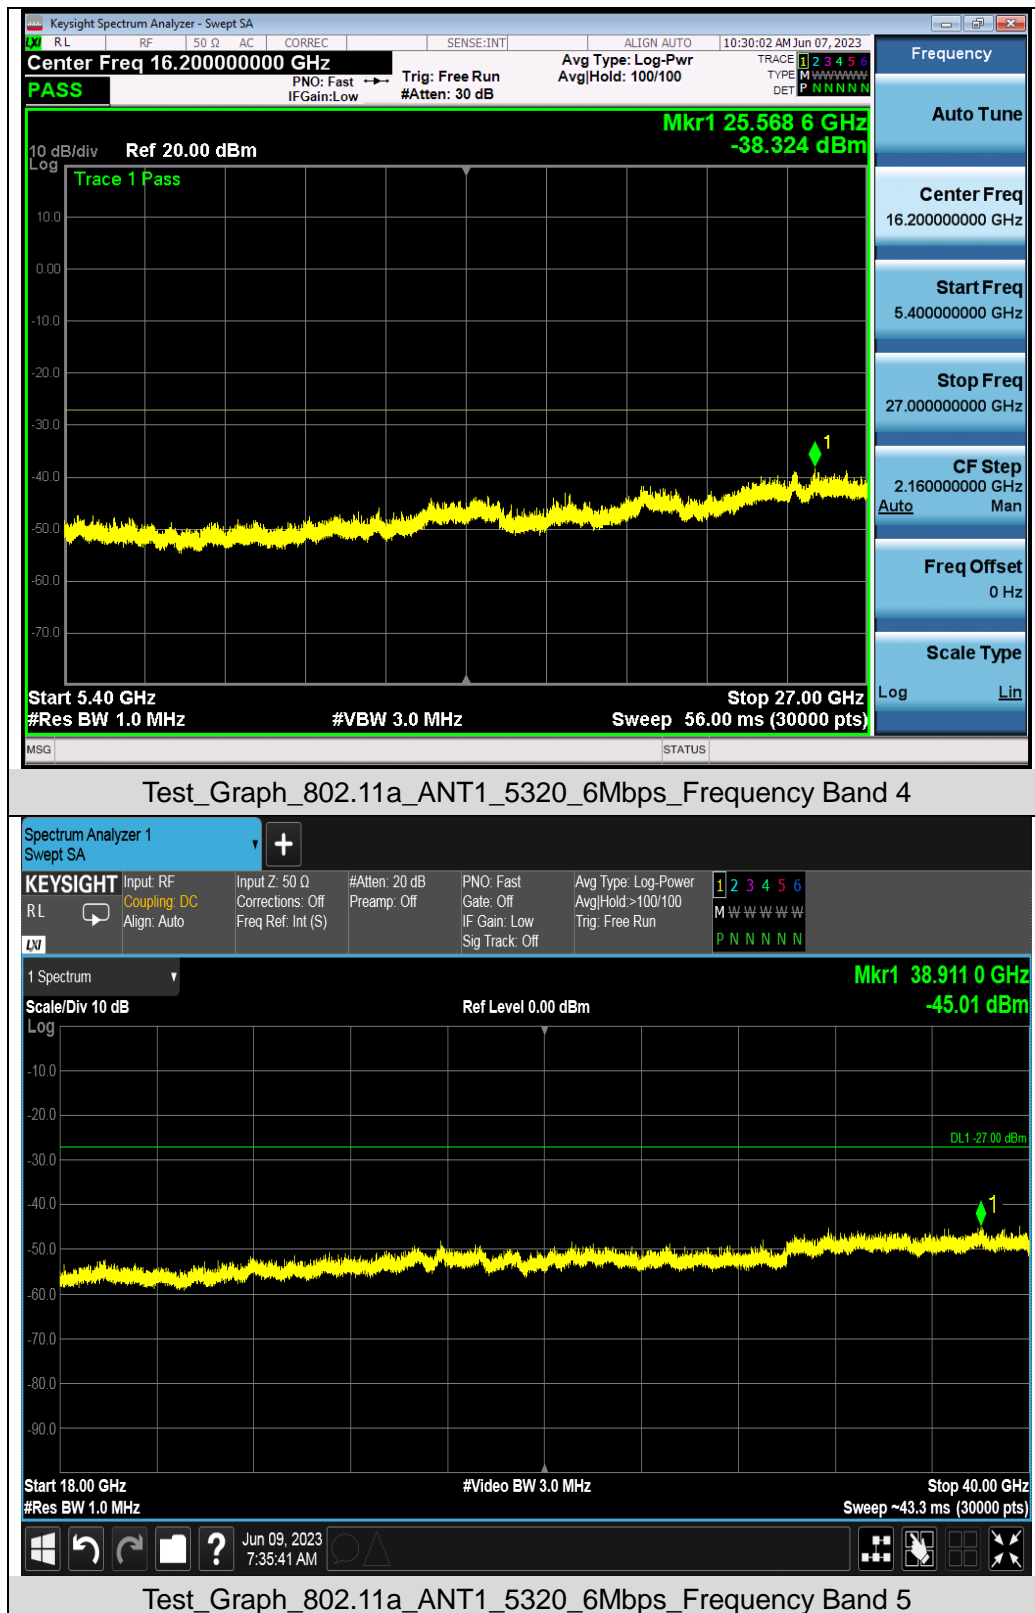 Keysight Spectrum Analyzer - Swept SA
LXI RL RF 50 Ω AC CORREC SENSE:INT ALIGN AUTO 10:30:02 AM Jun 07, 2023
Center Freq 16.200000000 GHz
PASS
PNO: Fast
IFGain:Low
Trig: Free Run
#Atten: 30 dB
Avg Type: Log-Pwr
Avg|Hold: 100/100
TRACE 1 2 3 4 5 6
TYPE M W W W W W
DET P N N N N N
Mkr1 25.568 6 GHz
-38.324 dBm
10 dB/div Ref 20.00 dBm
Log
Trace 1 Pass
10.0
0.00
-10.0
-20.0
-30.0
-40.0
-50.0
-60.0
-70.0
1
Start 5.40 GHz Stop 27.00 GHz
#Res BW 1.0 MHz #VBW 3.0 MHz Sweep 56.00 ms (30000 pts)
MSG STATUS
Frequency
Auto Tune
Center Freq
16.200000000 GHz
Start Freq
5.400000000 GHz
Stop Freq
27.000000000 GHz
CF Step
2.160000000 GHz
Auto Man
Freq Offset
0 Hz
Scale Type
Log Lin
Test_Graph_802.11a_ANT1_5320_6Mbps_Frequency Band 4
Spectrum Analyzer 1
Swept SA
+
KEYSIGHT
RL
LXI
Input: RF
Coupling: DC
Align: Auto
Input Z: 50 Ω
Corrections: Off
Freq Ref: Int (S)
#Atten: 20 dB
Preamp: Off
PNO: Fast
Gate: Off
IF Gain: Low
Sig Track: Off
Avg Type: Log-Power
Avg|Hold:>100/100
Trig: Free Run
1 2 3 4 5 6
M W W W W W
P N N N N N
1 Spectrum
Mkr1 38.911 0 GHz
-45.01 dBm
Scale/Div 10 dB Ref Level 0.00 dBm
Log
-10.0
-20.0
DL1 -27.00 dBm
-30.0
-40.0
1
-50.0
-60.0
-70.0
-80.0
-90.0
Start 18.00 GHz #Video BW 3.0 MHz Stop 40.00 GHz
#Res BW 1.0 MHz Sweep ~43.3 ms (30000 pts)
?
Jun 09, 2023
7:35:41 AM
Test_Graph_802.11a_ANT1_5320_6Mbps_Frequency Band 5